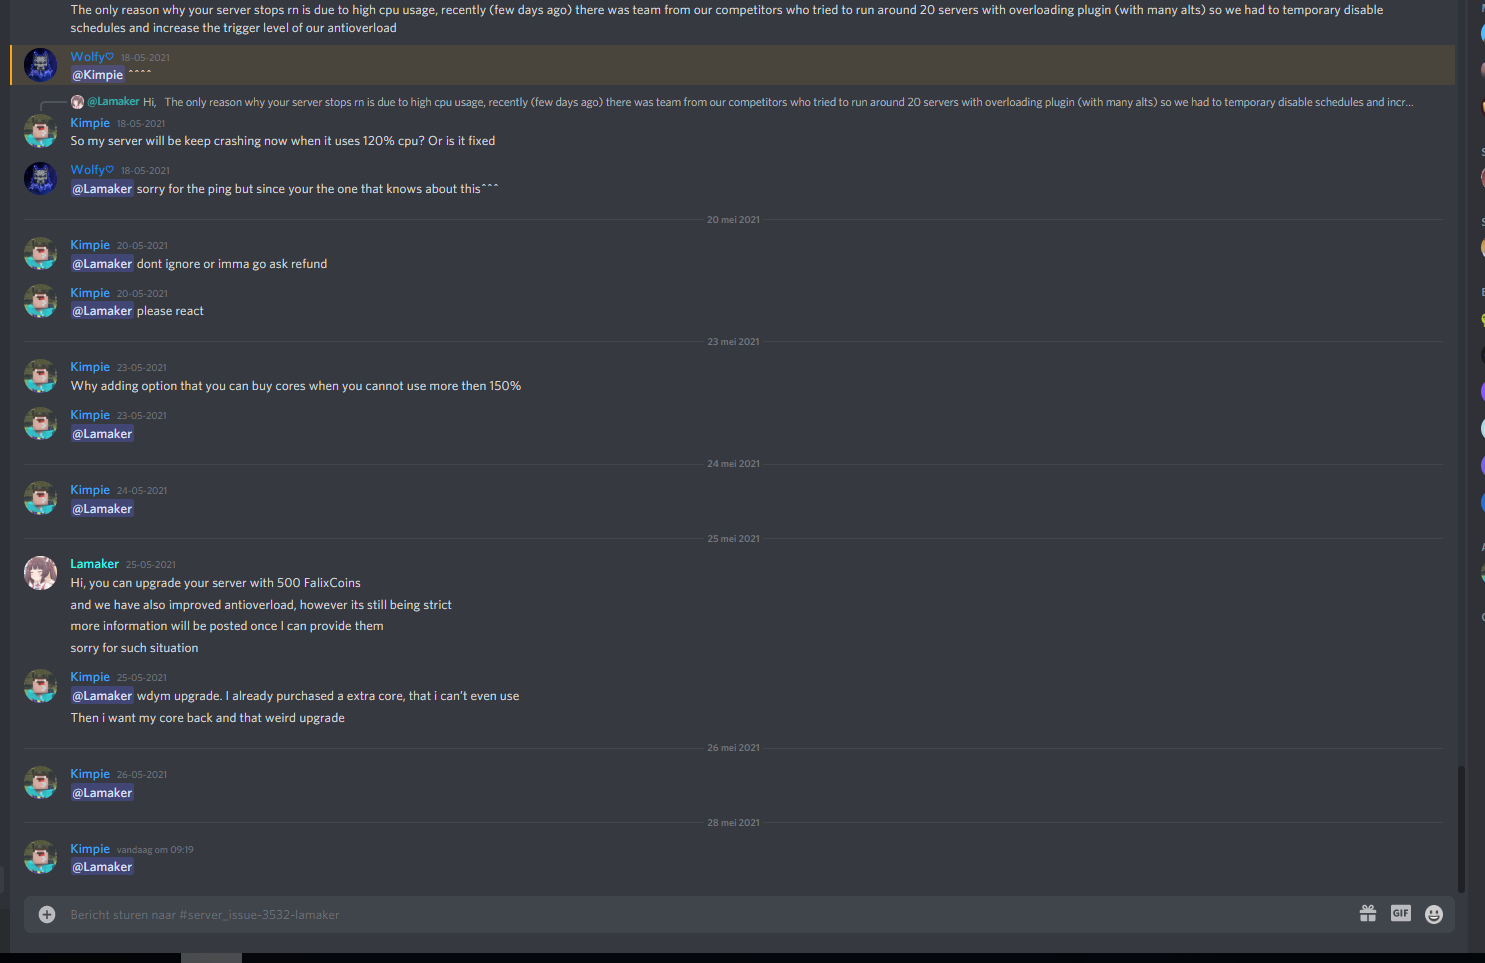 The only reason why your server stops rn is due to high cpu usage, recently (few days ago) there was team from our competitors who tried to run around 20 servers with overloading plugin (with many alts) so we had to temporary disable
schedules and increase the trigger level of our antioverload
Wolfy♡ 18-05-2021
@Kimpie ^^^^
@Lamaker Hi, The only reason why your server stops rn is due to high cpu usage, recently (few days ago) there was team from our competitors who tried to run around 20 servers with overloading plugin (with many alts) so we had to temporary disable schedules and incr...
Kimpie 18-05-2021
So my server will be keep crashing now when it uses 120% cpu? Or is it fixed
Wolfy♡ 18-05-2021
@Lamaker sorry for the ping but since your the one that knows about this^^^
20 mei 2021
Kimpie 20-05-2021
@Lamaker dont ignore or imma go ask refund
Kimpie 20-05-2021
@Lamaker please react
23 mei 2021
Kimpie 23-05-2021
Why adding option that you can buy cores when you cannot use more then 150%
Kimpie 23-05-2021
@Lamaker
24 mei 2021
Kimpie 24-05-2021
@Lamaker
25 mei 2021
Lamaker 25-05-2021
Hi, you can upgrade your server with 500 FalixCoins
and we have also improved antioverload, however its still being strict
more information will be posted once I can provide them
sorry for such situation
Kimpie 25-05-2021
@Lamaker wdym upgrade. I already purchased a extra core, that i can't even use
Then i want my core back and that weird upgrade
26 mei 2021
Kimpie 26-05-2021
@Lamaker
28 mei 2021
Kimpie vandaag om 09:19
@Lamaker
Bericht sturen naar #server_issue-3532-lamaker
GIF